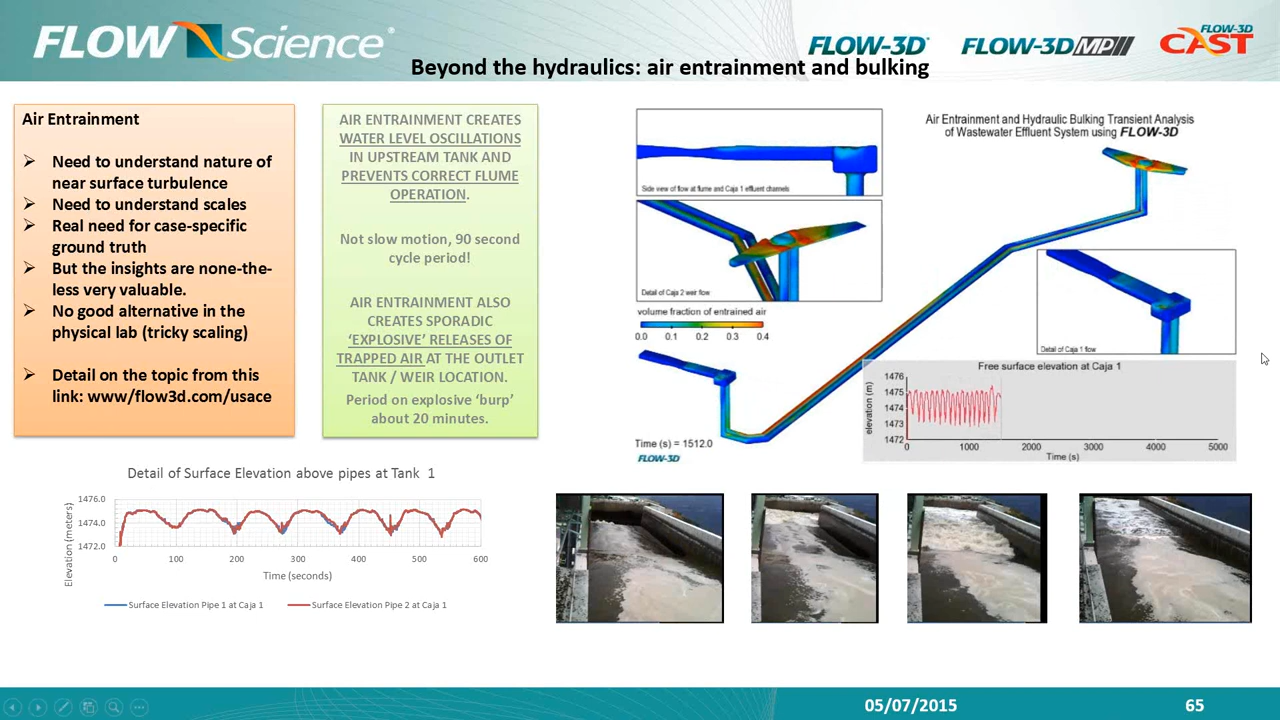 FLOW Science®
FLOW-3D®
FLOW-3D MP
FLOW-3D CAST
Beyond the hydraulics: air entrainment and bulking
Air Entrainment
Need to understand nature of
near surface turbulence
Need to understand scales
Real need for case-specific
ground truth
But the insights are none-the-
less very valuable.
No good alternative in the
physical lab (tricky scaling)
Detail on the topic from this
link: www/flow3d.com/usace
AIR ENTRAINMENT CREATES
WATER LEVEL OSCILLATIONS
IN UPSTREAM TANK AND
PREVENTS CORRECT FLUME
OPERATION.
Not slow motion, 90 second
cycle period!
AIR ENTRAINMENT ALSO
CREATES SPORADIC
‘EXPLOSIVE’ RELEASES OF
TRAPPED AIR AT THE OUTLET
TANK / WEIR LOCATION.
Period on explosive ‘burp’
about 20 minutes.
Air Entrainment and Hydraulic Bulking Transient Analysis
of Wastewater Effluent System using FLOW-3D
Side view of flow at flume and Caja 1 effluent channels
Detail of Caja 2 weir flow
volume fraction of entrained air
0.0 0.1 0.2 0.3 0.4
Detail of Caja 1 flow
Free surface elevation at Caja 1
elevation (m)
1476
1475
1474
1473
1472
0 1000 2000 3000 4000 5000
Time (s)
Time (s) = 1512.0
FLOW-3D
Detail of Surface Elevation above pipes at Tank 1
Elevation (meters)
1476.0
1474.0
1472.0
0 100 200 300 400 500 600
Time (seconds)
Surface Elevation Pipe 1 at Caja 1
Surface Elevation Pipe 2 at Caja 1
05/07/2015
65